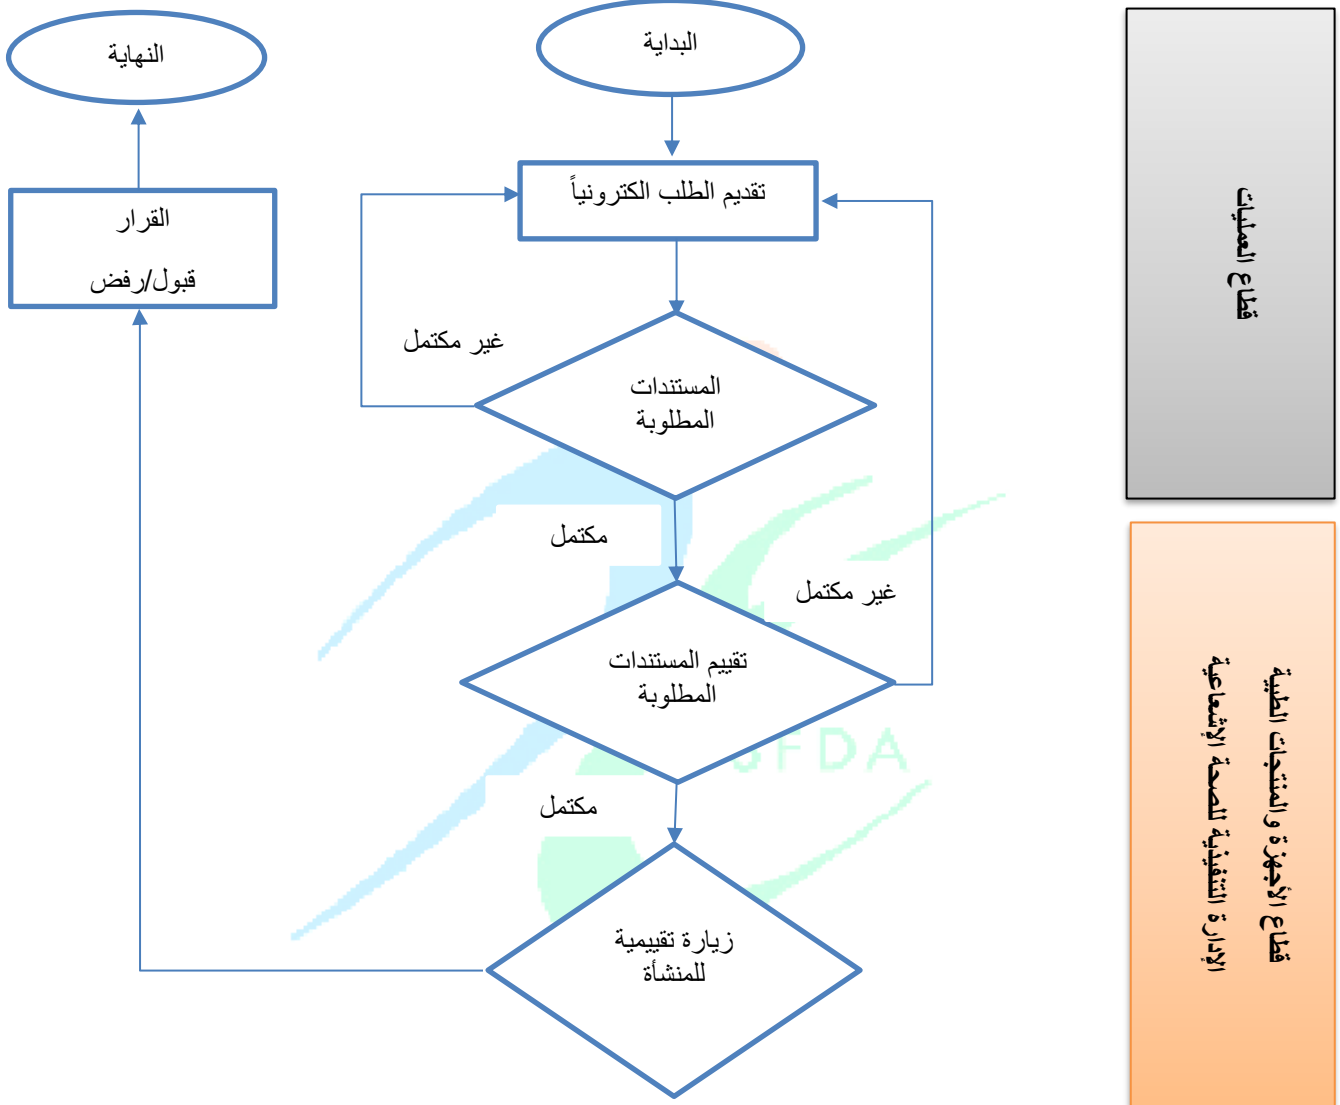 البداية
النهاية
تقديم الطلب الكترونياً
القرار
قبول/رفض
غير مكتمل
المستندات
المطلوبة
مكتمل
غير مكتمل
تقييم المستندات
المطلوبة
SFDA
مكتمل
زيارة تقييمية
للمنشأة
قطاع العمليات
قطاع الأجهزة والمنتجات الطبية
الإدارة التنفيذية للصحة الإشعاعية